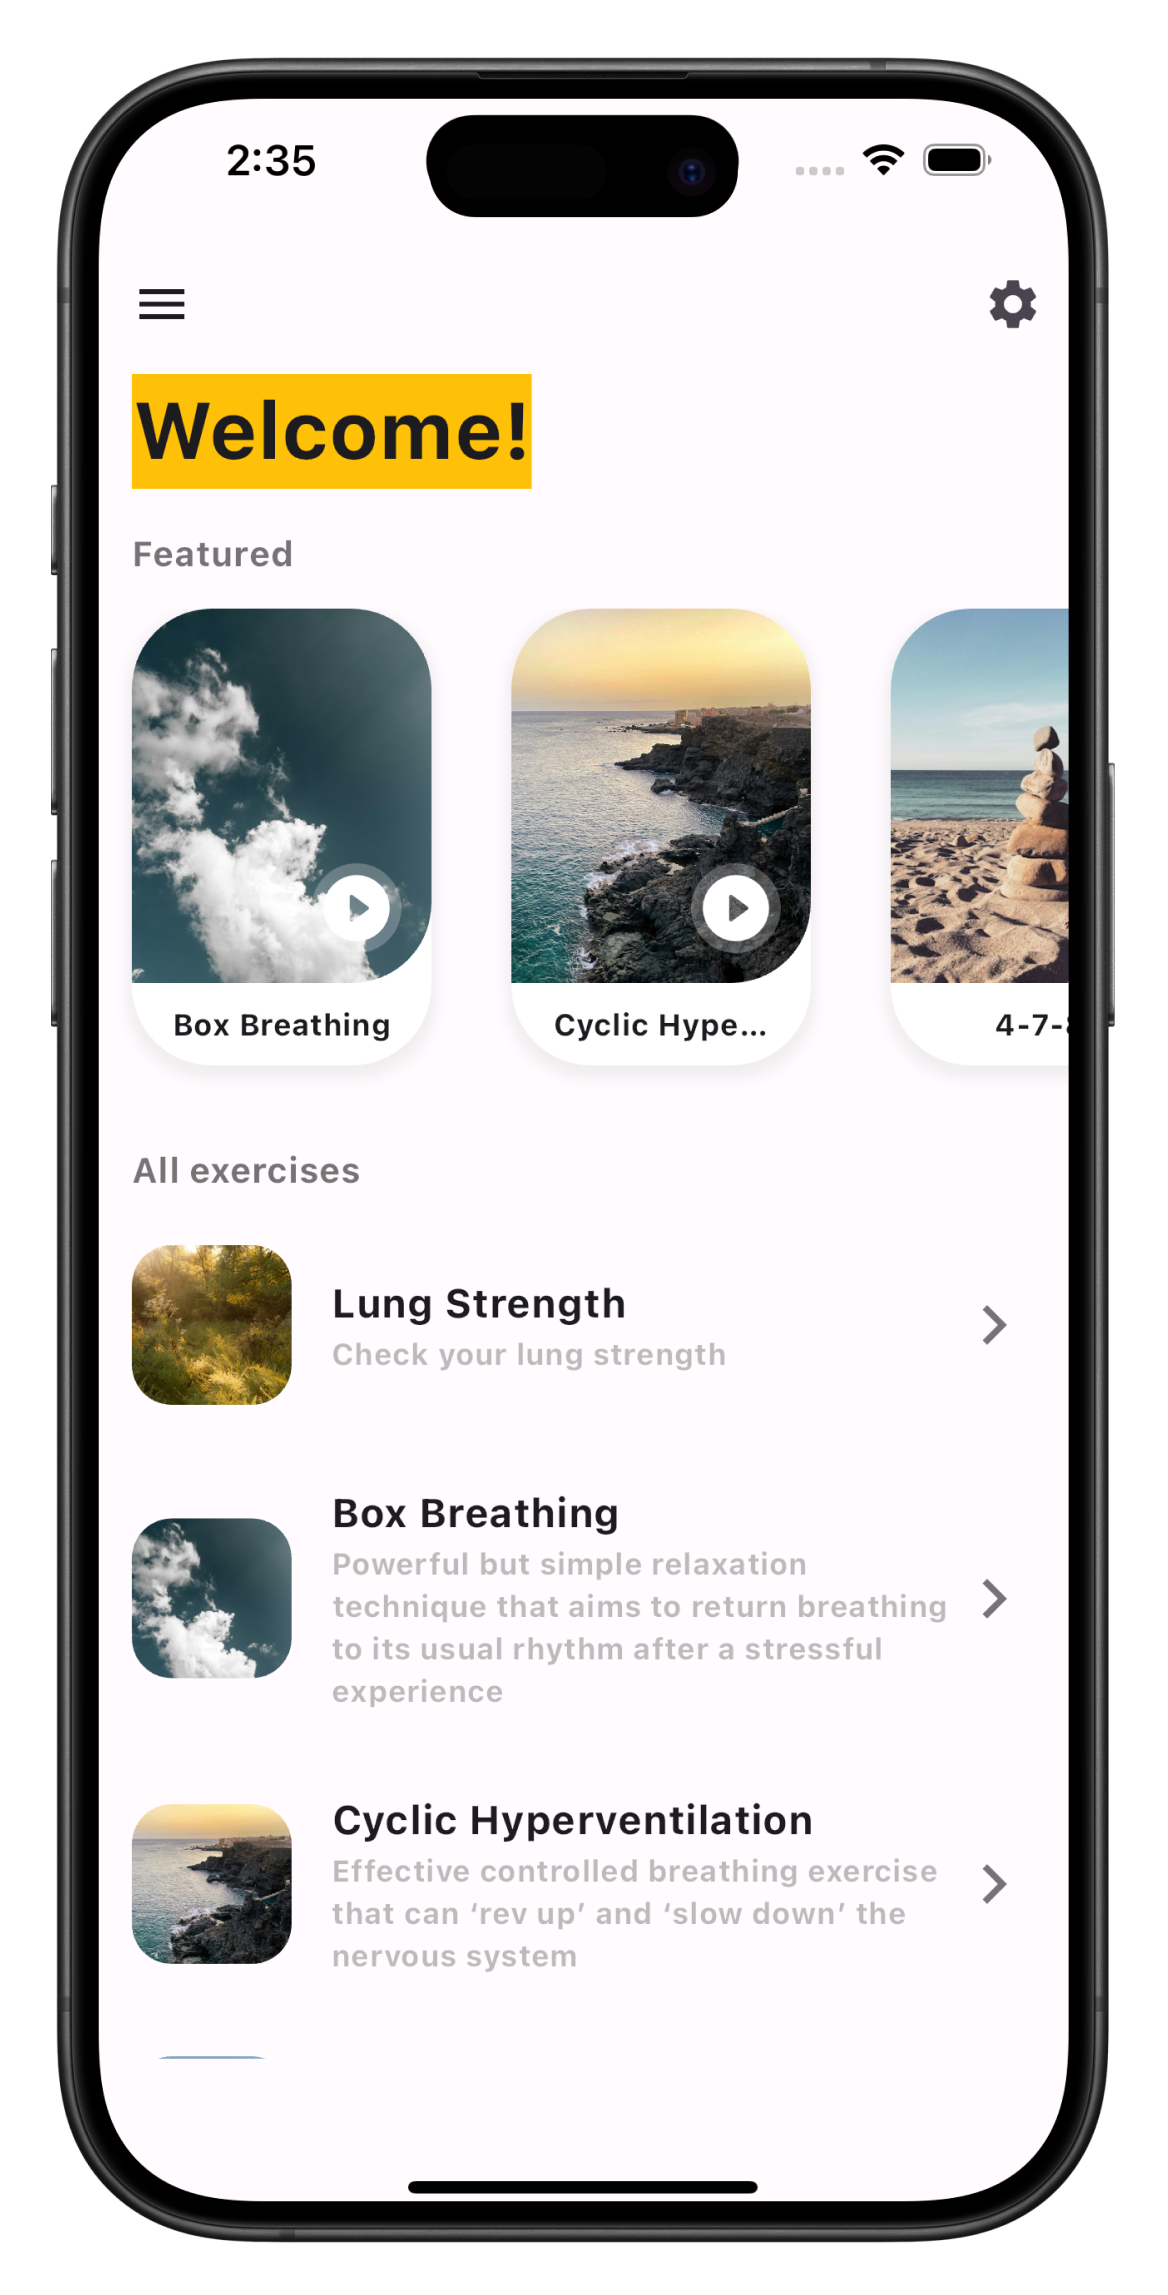 2:35
Welcome!
Featured
Box Breathing
Cyclic Hype...
4-7-
All exercises
Lung Strength
Check your lung strength
Box Breathing
Powerful but simple relaxation
technique that aims to return breathing
to its usual rhythm after a stressful
experience
Cyclic Hyperventilation
Effective controlled breathing exercise
that can ‘rev up’ and ‘slow down’ the
nervous system